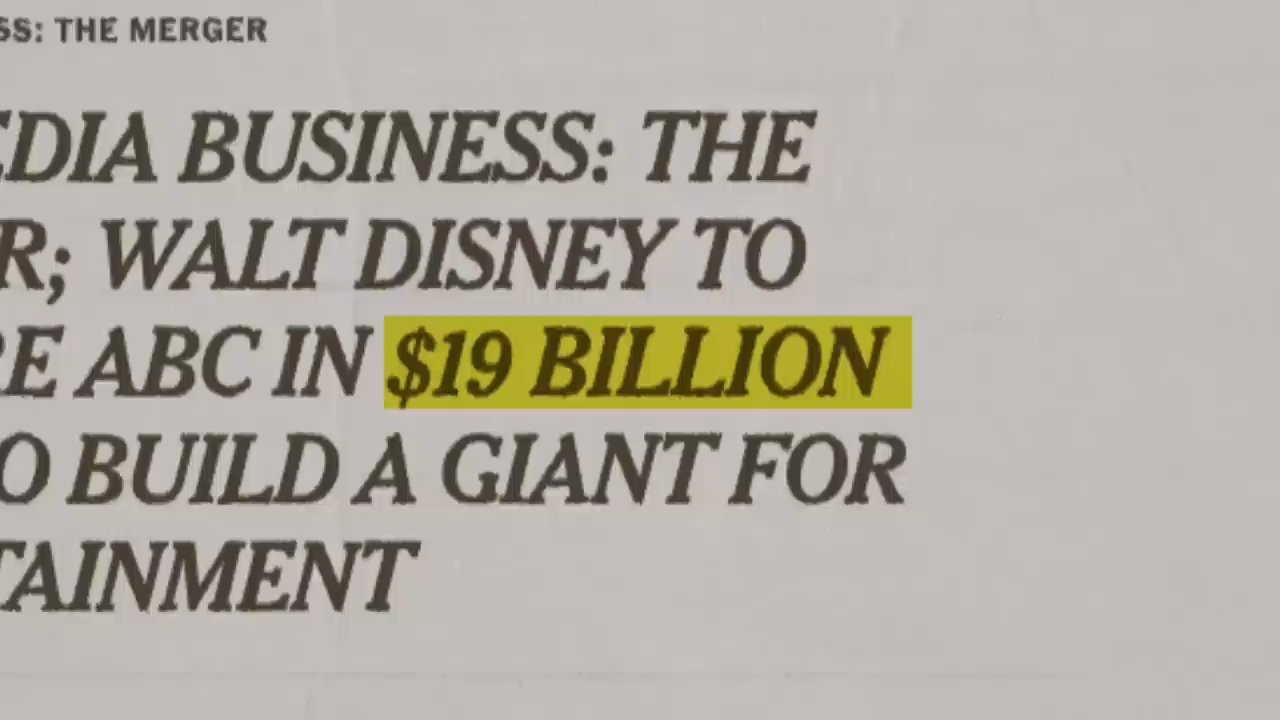 SS: THE MERGER
EDIA BUSINESS: THE
R; WALT DISNEY TO
RE ABC IN $19 BILLION
O BUILD A GIANT FOR
TAINMENT